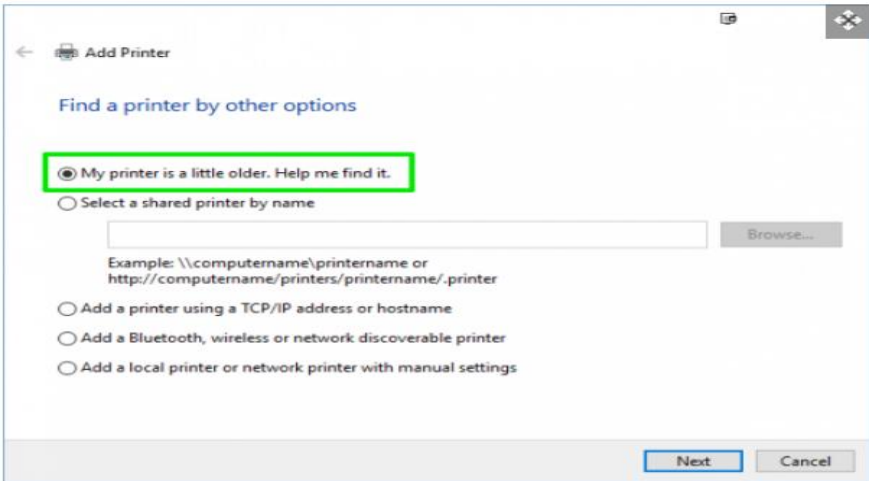 Add Printer
Find a printer by other options
My printer is a little older. Help me find it.
Select a shared printer by name
Browse...
Example: \\computername\printername or
http://computername/printers/printername/.printer
Add a printer using a TCP/IP address or hostname
Add a Bluetooth, wireless or network discoverable printer
Add a local printer or network printer with manual settings
Next Cancel